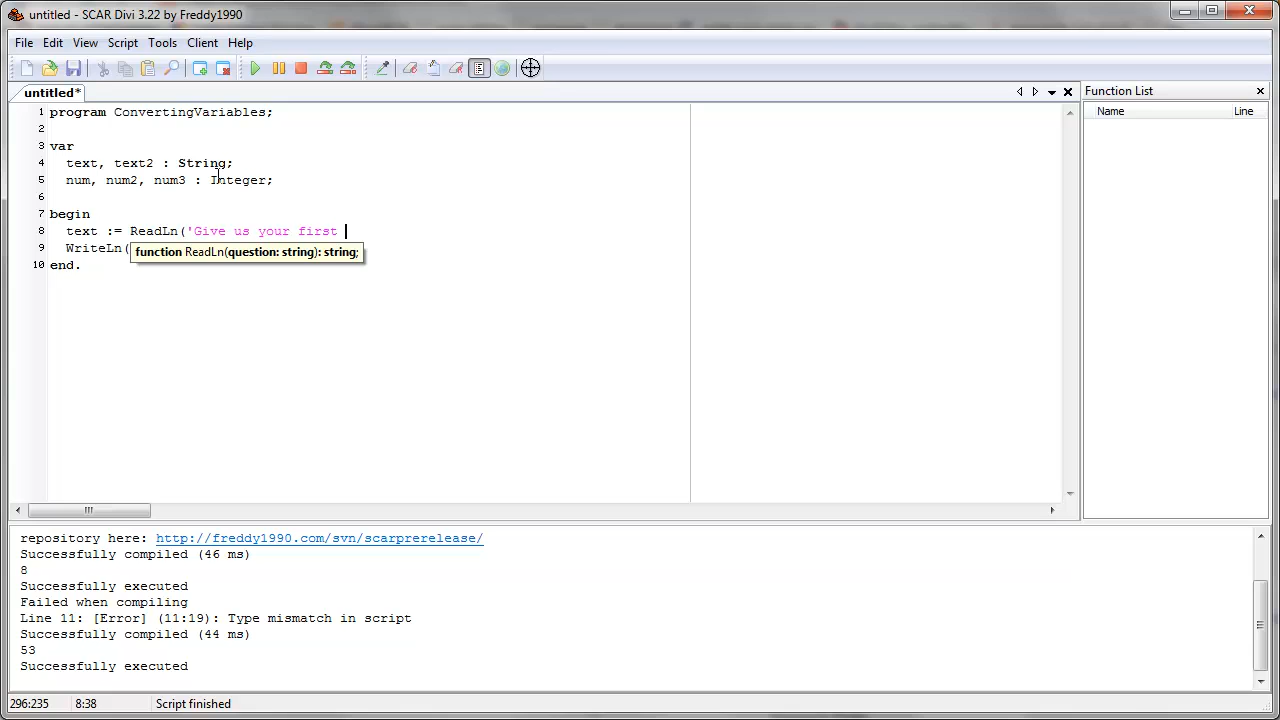 untitled - SCAR Divi 3.22 by Freddy1990
File Edit View Script Tools Client Help
untitled*
Function List
Name Line
1 program ConvertingVariables;
2
3 var
4 text, text2 : String;
5 num, num2, num3 : Integer;
6
7 begin
8 text := ReadLn('Give us your first
9 WriteLn(
function ReadLn(question: string): string;
10 end.
repository here: http://freddy1990.com/svn/scarprerelease/
Successfully compiled (46 ms)
8
Successfully executed
Failed when compiling
Line 11: [Error] (11:19): Type mismatch in script
Successfully compiled (44 ms)
53
Successfully executed
296:235 8:38 Script finished